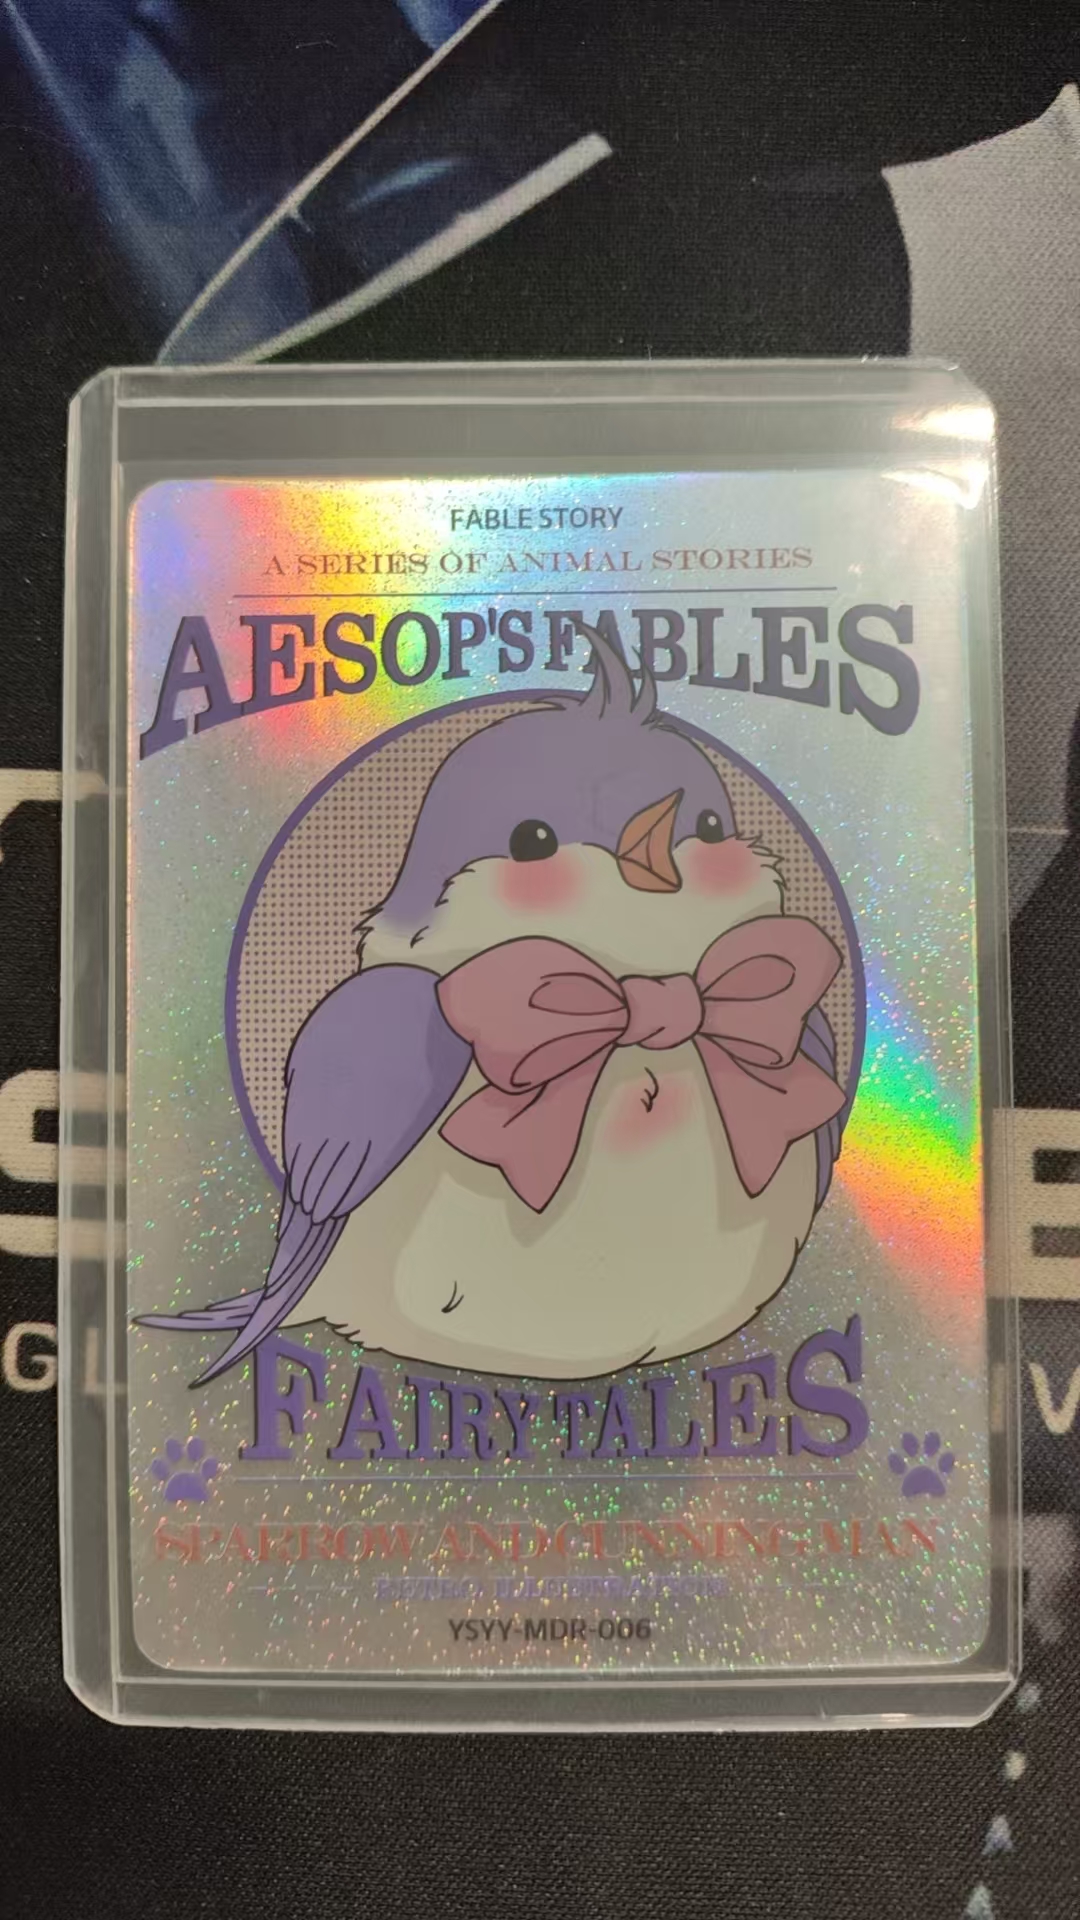 FABLE STORY
A SERIES OF ANIMAL STORIES
AESOP'S FABLES
FAIRY TALES
SPARROW AND CUNNING MAN
YSYY-MDR-006